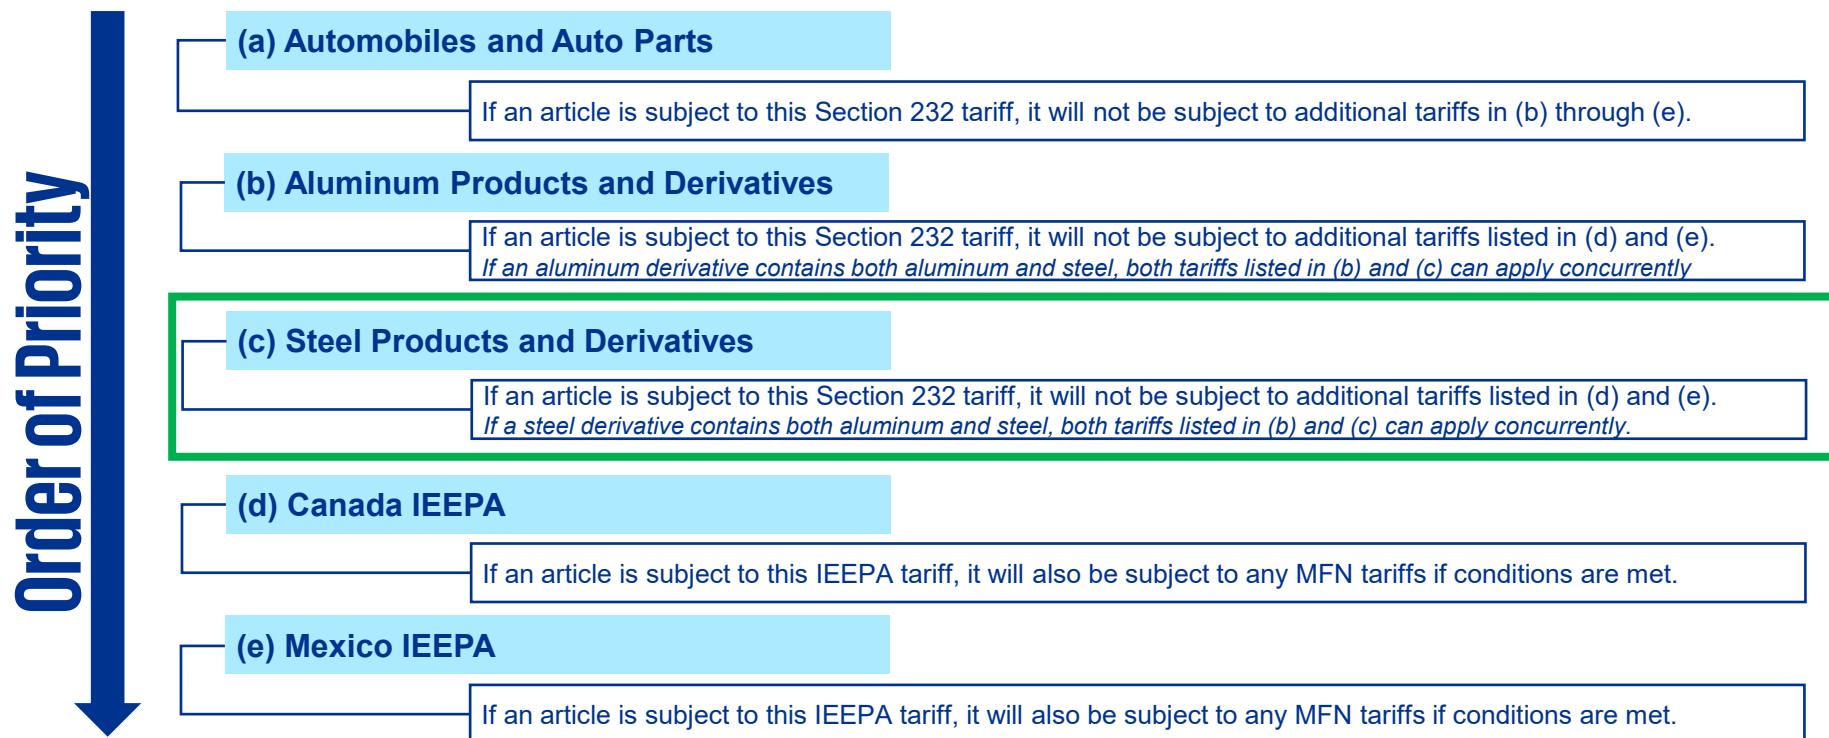 Order of Priority
(a) Automobiles and Auto Parts
If an article is subject to this Section 232 tariff, it will not be subject to additional tariffs in (b) through (e).
(b) Aluminum Products and Derivatives
If an article is subject to this Section 232 tariff, it will not be subject to additional tariffs listed in (d) and (e).
If an aluminum derivative contains both aluminum and steel, both tariffs listed in (b) and (c) can apply concurrently
(c) Steel Products and Derivatives
If an article is subject to this Section 232 tariff, it will not be subject to additional tariffs listed in (d) and (e).
If a steel derivative contains both aluminum and steel, both tariffs listed in (b) and (c) can apply concurrently.
(d) Canada IEEPA
If an article is subject to this IEEPA tariff, it will also be subject to any MFN tariffs if conditions are met.
(e) Mexico IEEPA
If an article is subject to this IEEPA tariff, it will also be subject to any MFN tariffs if conditions are met.